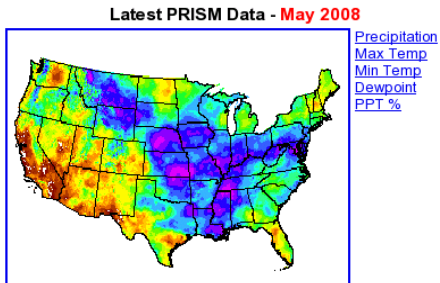 Latest PRISM Data - May 2008
Precipitation
Max Temp
Min Temp
Dewpoint
PPT %